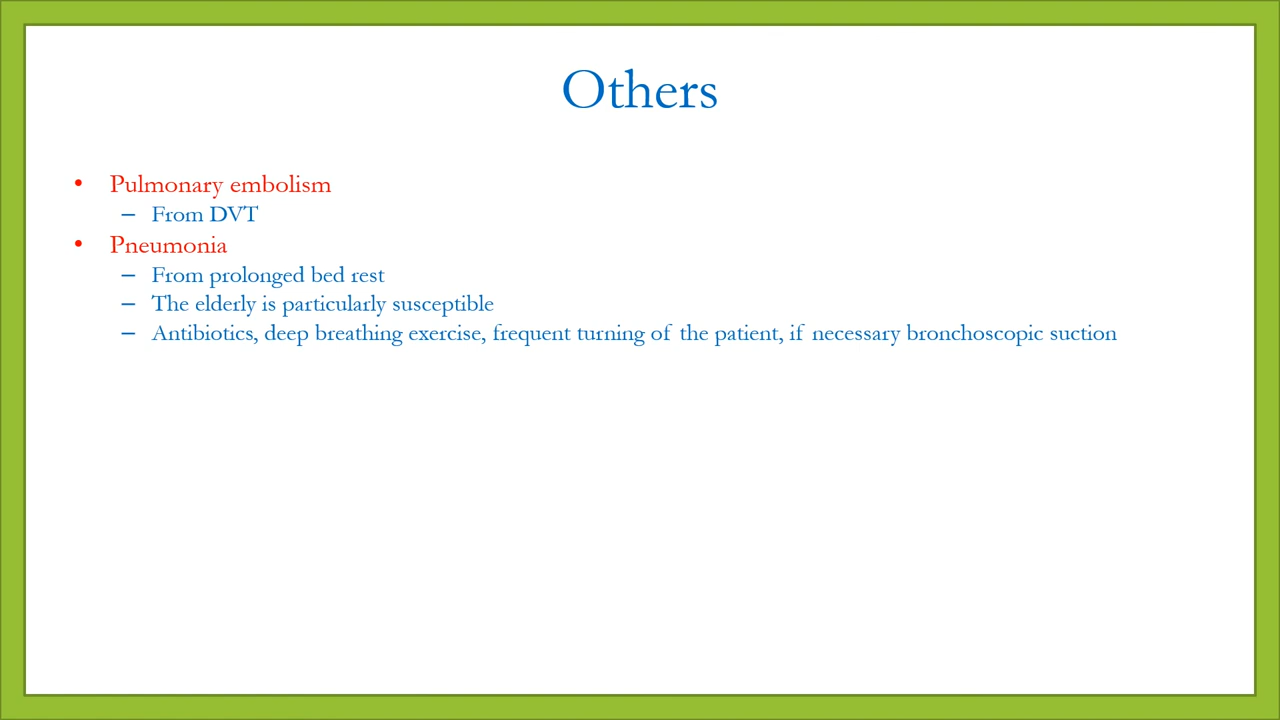 Others
• Pulmonary embolism
– From DVT
• Pneumonia
– From prolonged bed rest
– The elderly is particularly susceptible
– Antibiotics, deep breathing exercise, frequent turning of the patient, if necessary bronchoscopic suction